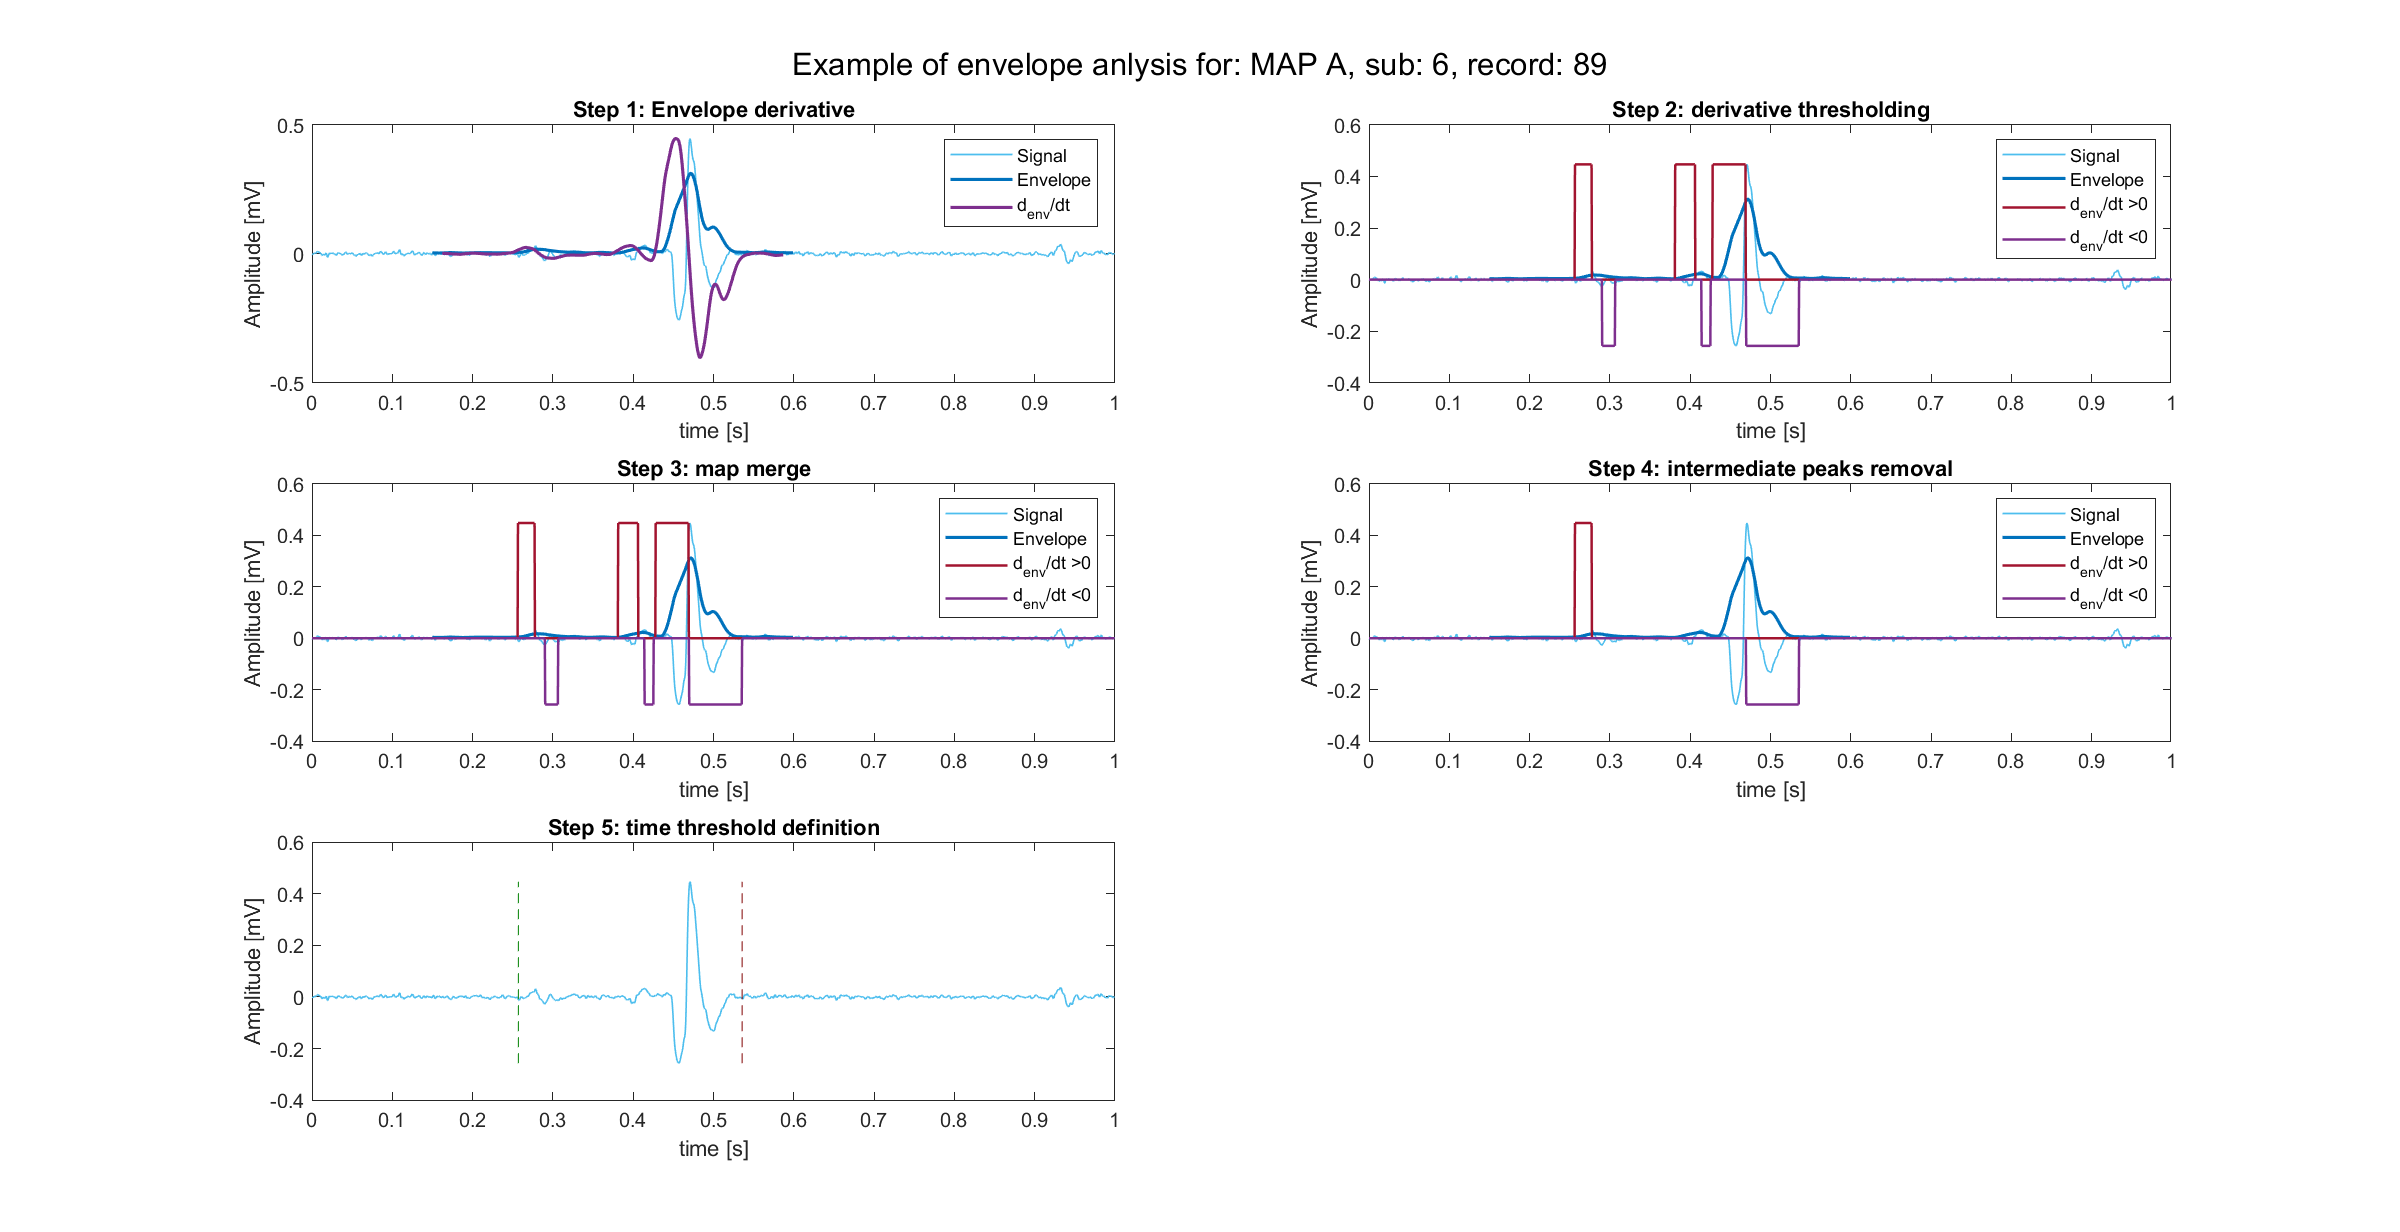 Example of envelope anlysis for: MAP A, sub: 6, record: 89
Step 1: Envelope derivative
Amplitude [mV]
0.5
0
-0.5
Signal
Envelope
d_env/dt
0 0.1 0.2 0.3 0.4 0.5 0.6 0.7 0.8 0.9 1
time [s]
Step 2: derivative thresholding
Amplitude [mV]
0.6
0.4
0.2
0
-0.2
-0.4
Signal
Envelope
d_env/dt >0
d_env/dt <0
0 0.1 0.2 0.3 0.4 0.5 0.6 0.7 0.8 0.9 1
time [s]
Step 3: map merge
Amplitude [mV]
0.6
0.4
0.2
0
-0.2
-0.4
Signal
Envelope
d_env/dt >0
d_env/dt <0
0 0.1 0.2 0.3 0.4 0.5 0.6 0.7 0.8 0.9 1
time [s]
Step 4: intermediate peaks removal
Amplitude [mV]
0.6
0.4
0.2
0
-0.2
-0.4
Signal
Envelope
d_env/dt >0
d_env/dt <0
0 0.1 0.2 0.3 0.4 0.5 0.6 0.7 0.8 0.9 1
time [s]
Step 5: time threshold definition
Amplitude [mV]
0.6
0.4
0.2
0
-0.2
-0.4
0 0.1 0.2 0.3 0.4 0.5 0.6 0.7 0.8 0.9 1
time [s]